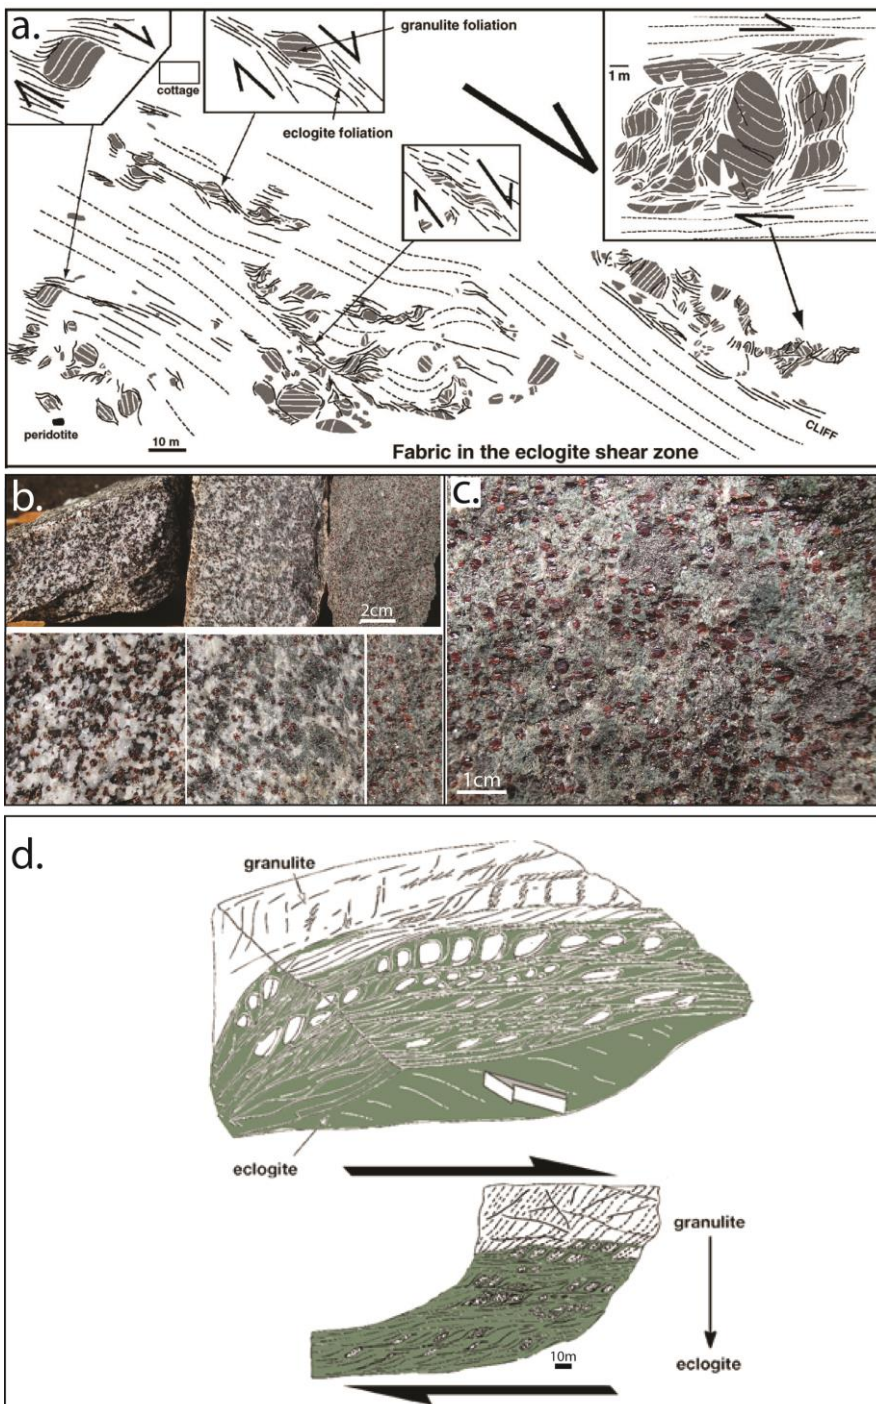 a.
granulite foliation
cottage
eclogite foliation
1 m
peridotite
10 m
CLIFF
Fabric in the eclogite shear zone
b.
2cm
c.
1cm
d.
granulite
eclogite
granulite
10m
eclogite